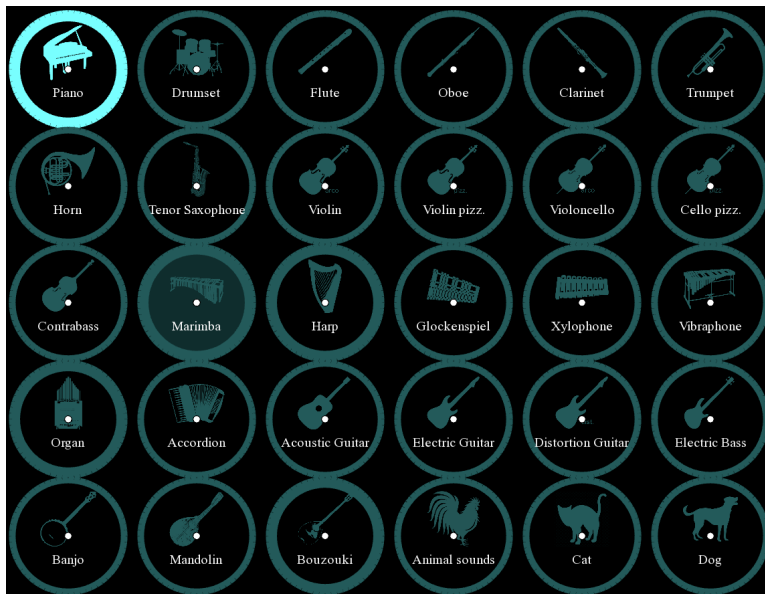 Piano
Drumset
Flute
Oboe
Clarinet
Trumpet
Horn
Tenor Saxophone
Violin
Violin pizz.
Violoncello
Cello pizz.
Contrabass
Marimba
Harp
Glockenspiel
Xylophone
Vibraphone
Organ
Accordion
Acoustic Guitar
Electric Guitar
Distortion Guitar
Electric Bass
Banjo
Mandolin
Bouzouki
Animal sounds
Cat
Dog